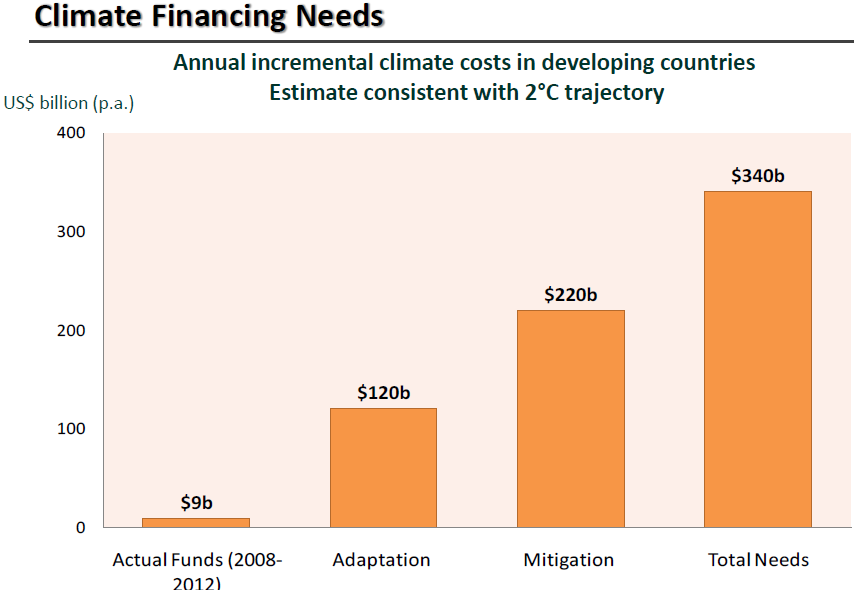 Climate Financing Needs
Annual incremental climate costs in developing countries
Estimate consistent with 2°C trajectory
US$ billion (p.a.)
400
300
200
100
0
$9b
$120b
$220b
$340b
Actual Funds (2008-
2012)
Adaptation
Mitigation
Total Needs